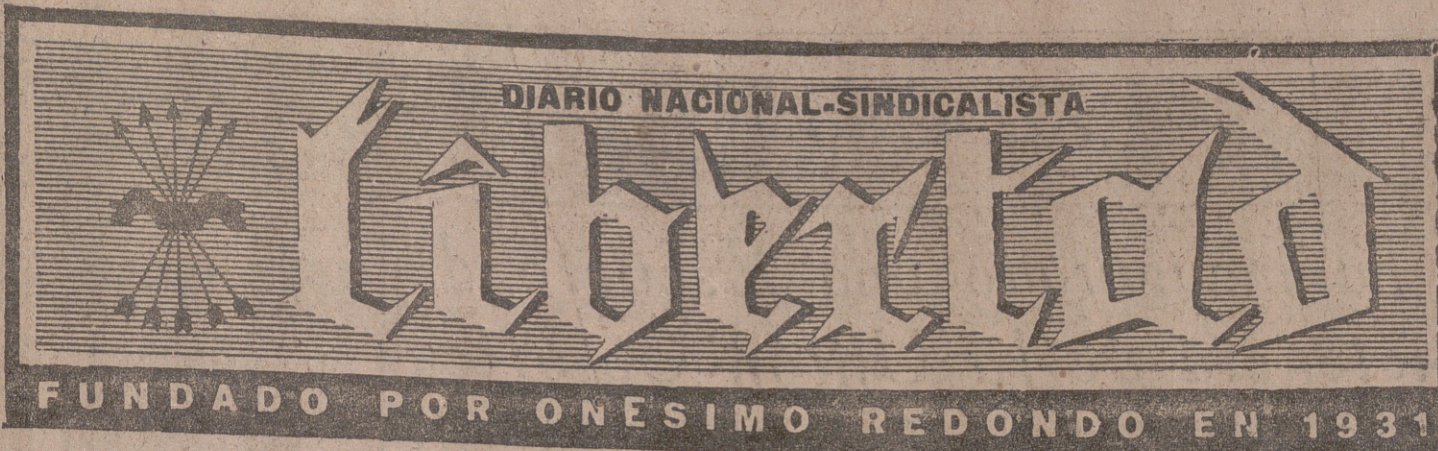 DIARIO NACIONAL-SINDICALISTA
Libertad
FUNDADO POR ONESIMO REDONDO EN 1931